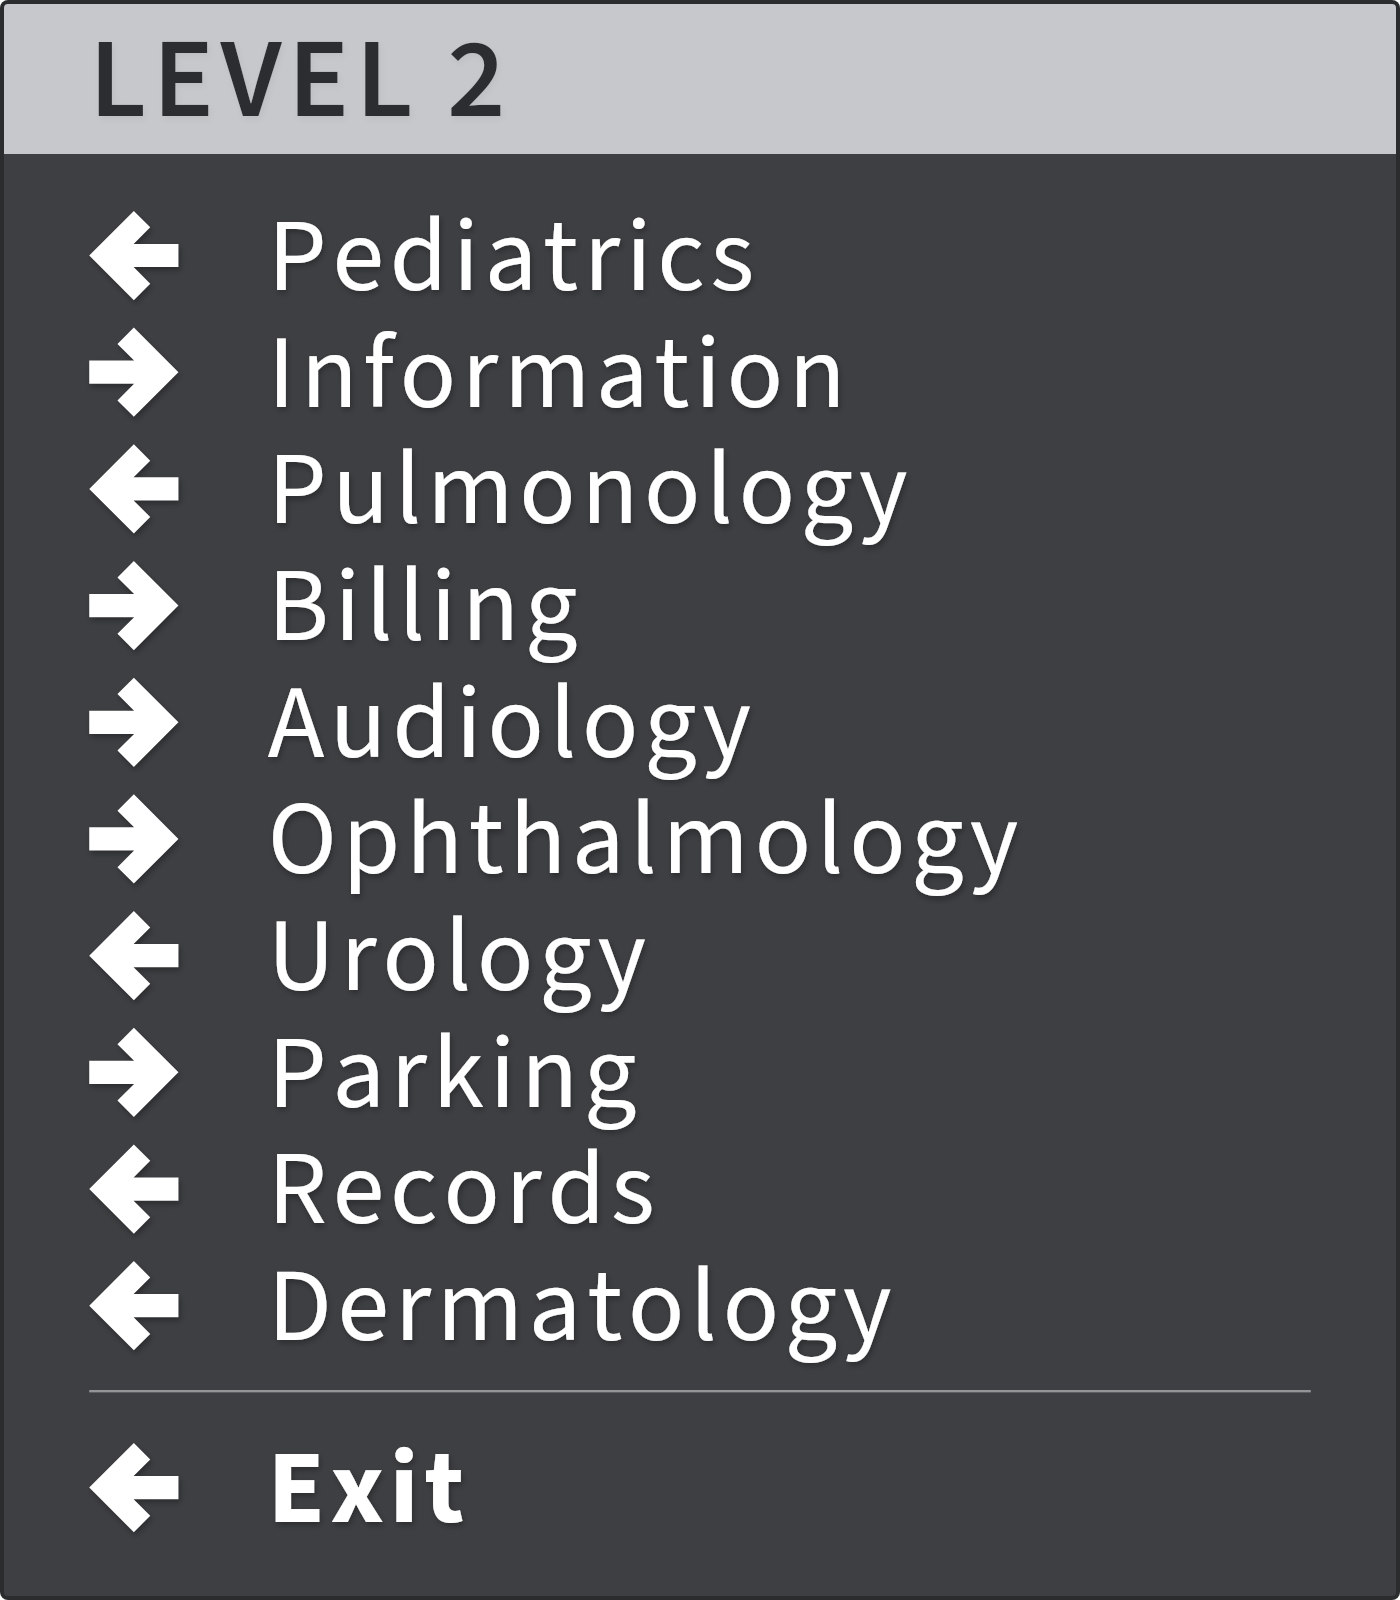 LEVEL 2
← Pediatrics
→ Information
← Pulmonology
→ Billing
→ Audiology
→ Ophthalmology
← Urology
→ Parking
← Records
← Dermatology
← Exit